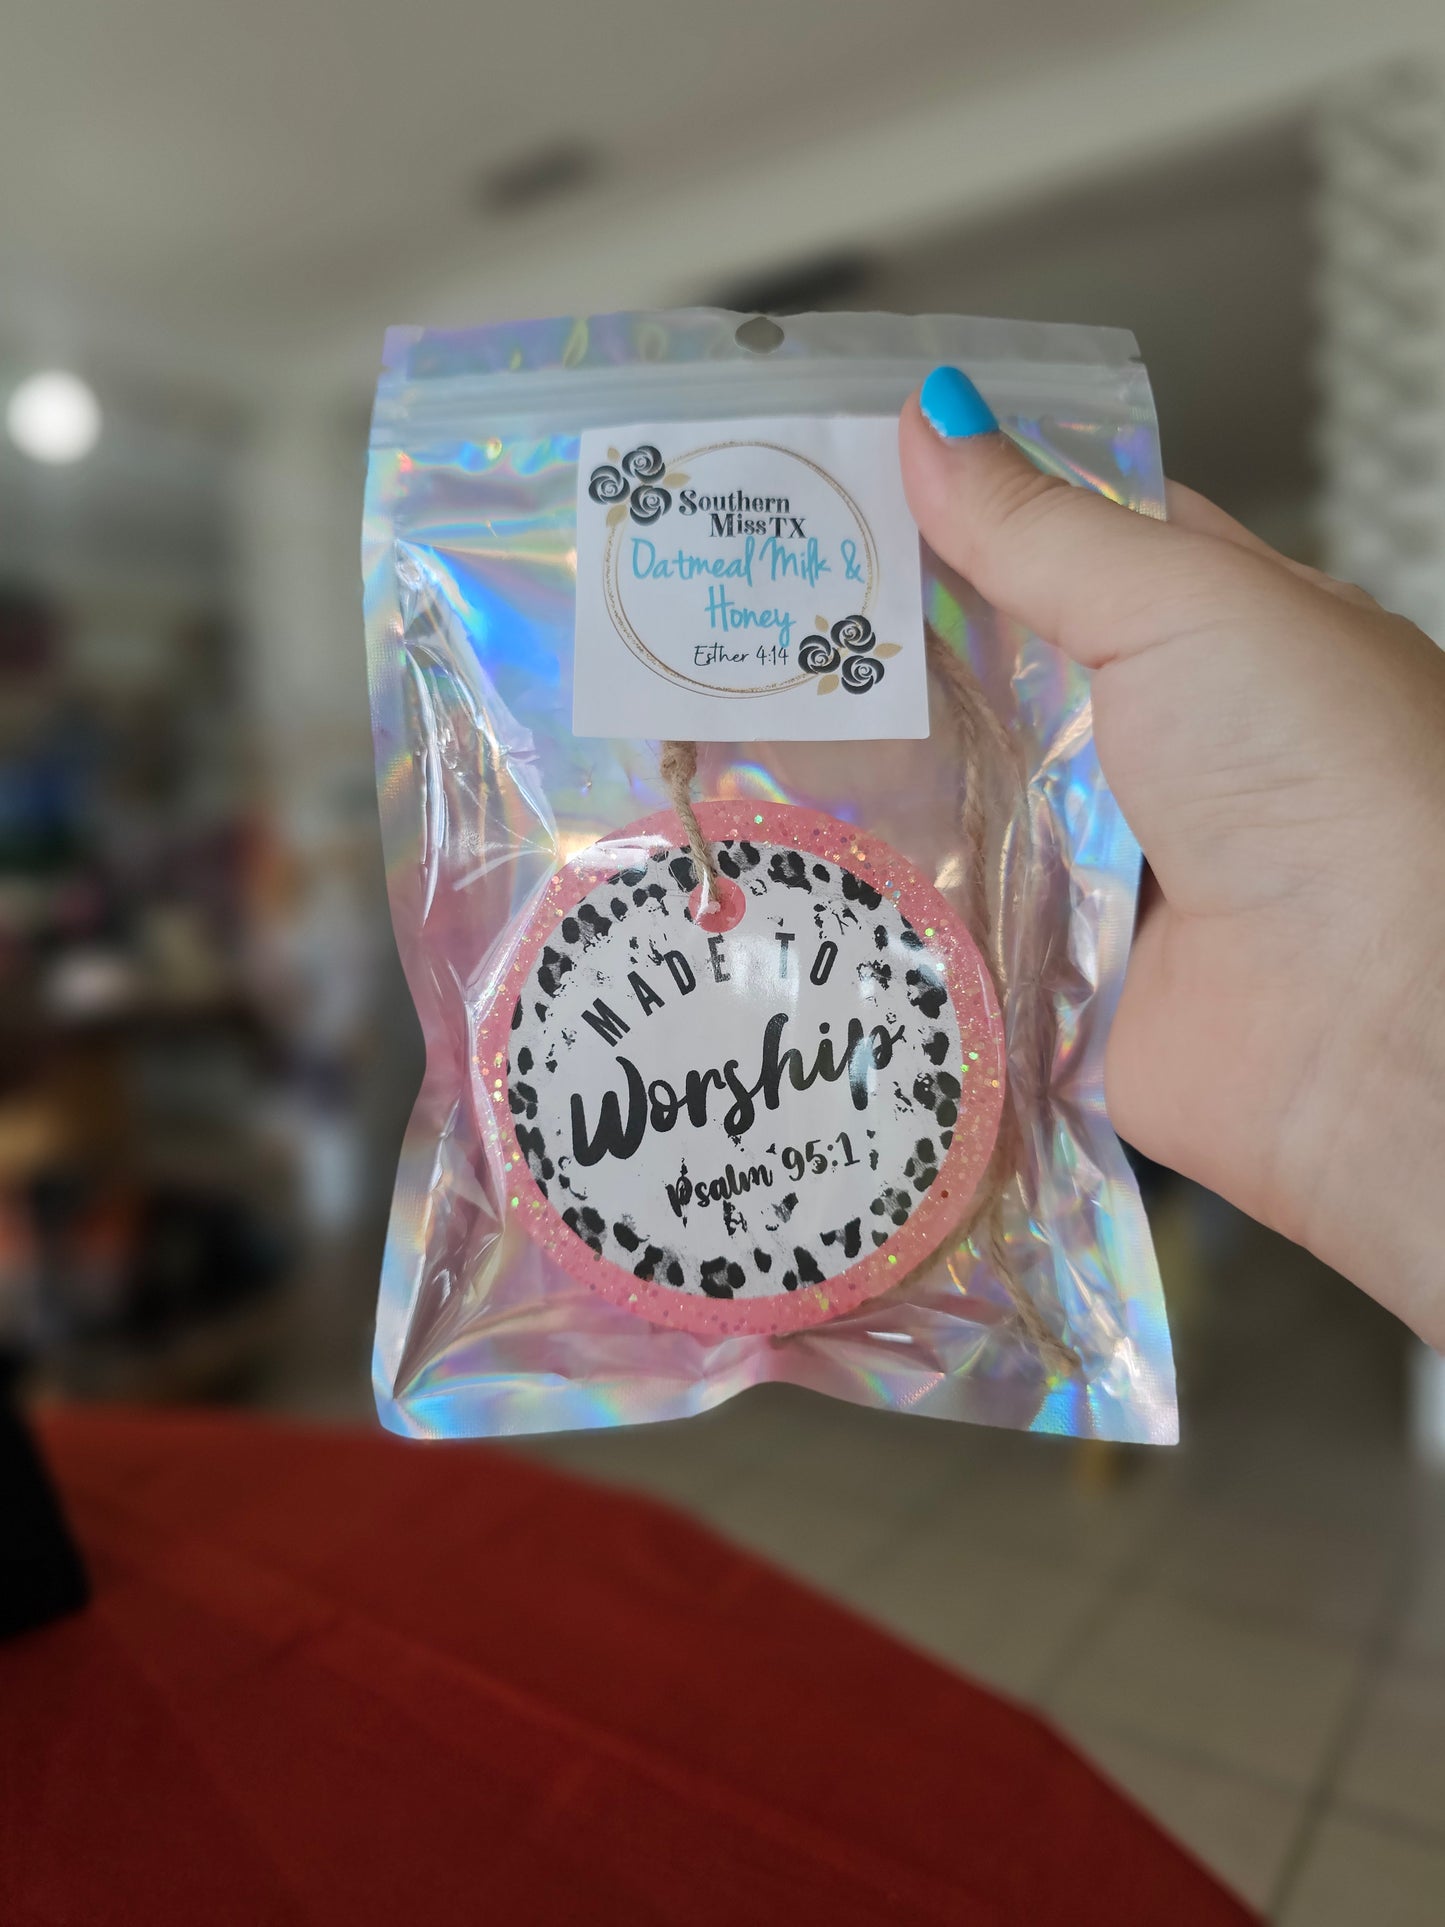 Southern
Miss TX
Oatmeal Milk &
Honey
Esther 4:14
MADE TO
Worship
Psalm 95:1